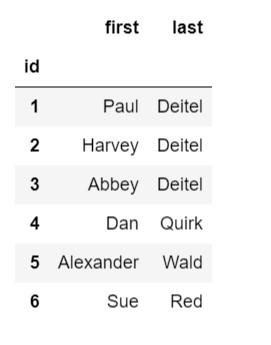 first last
id
1 Paul Deitel
2 Harvey Deitel
3 Abbey Deitel
4 Dan Quirk
5 Alexander Wald
6 Sue Red